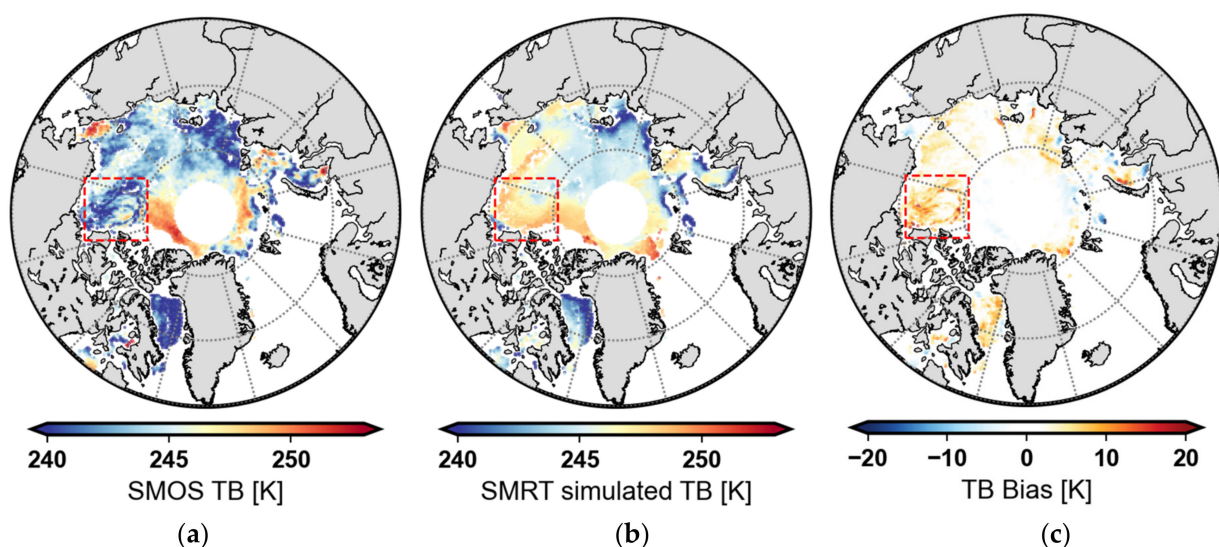 240 245 250
SMOS TB [K]
(a)
240 245 250
SMRT simulated TB [K]
(b)
−20 −10 0 10 20
TB Bias [K]
(c)